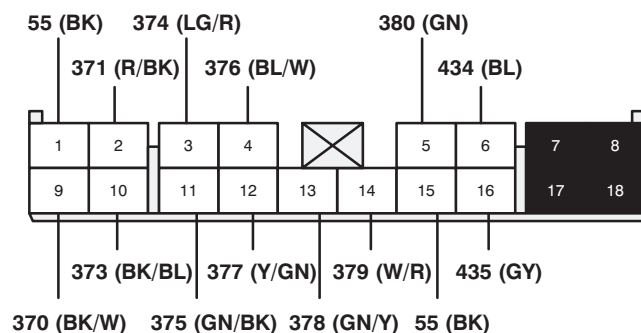 55 (BK) 374 (LG/R) 380 (GN)
371 (R/BK) 376 (BL/W) 434 (BL)
1 2 3 4 5 6 7 8
9 10 11 12 13 14 15 16 17 18
373 (BK/BL) 377 (Y/GN) 379 (W/R) 435 (GY)
370 (BK/W) 375 (GN/BK) 378 (GN/Y) 55 (BK)